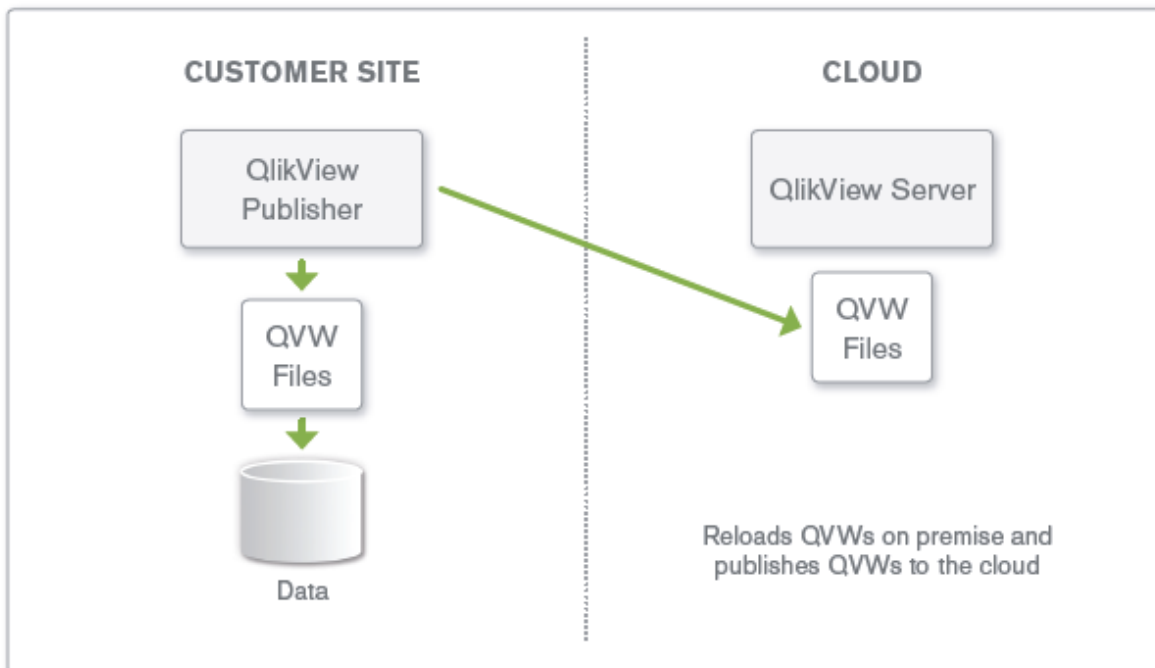 CUSTOMER SITE
QlikView
Publisher
QVW
Files
Data
CLOUD
QlikView Server
QVW
Files
Reloads QVWs on premise and
publishes QVWs to the cloud